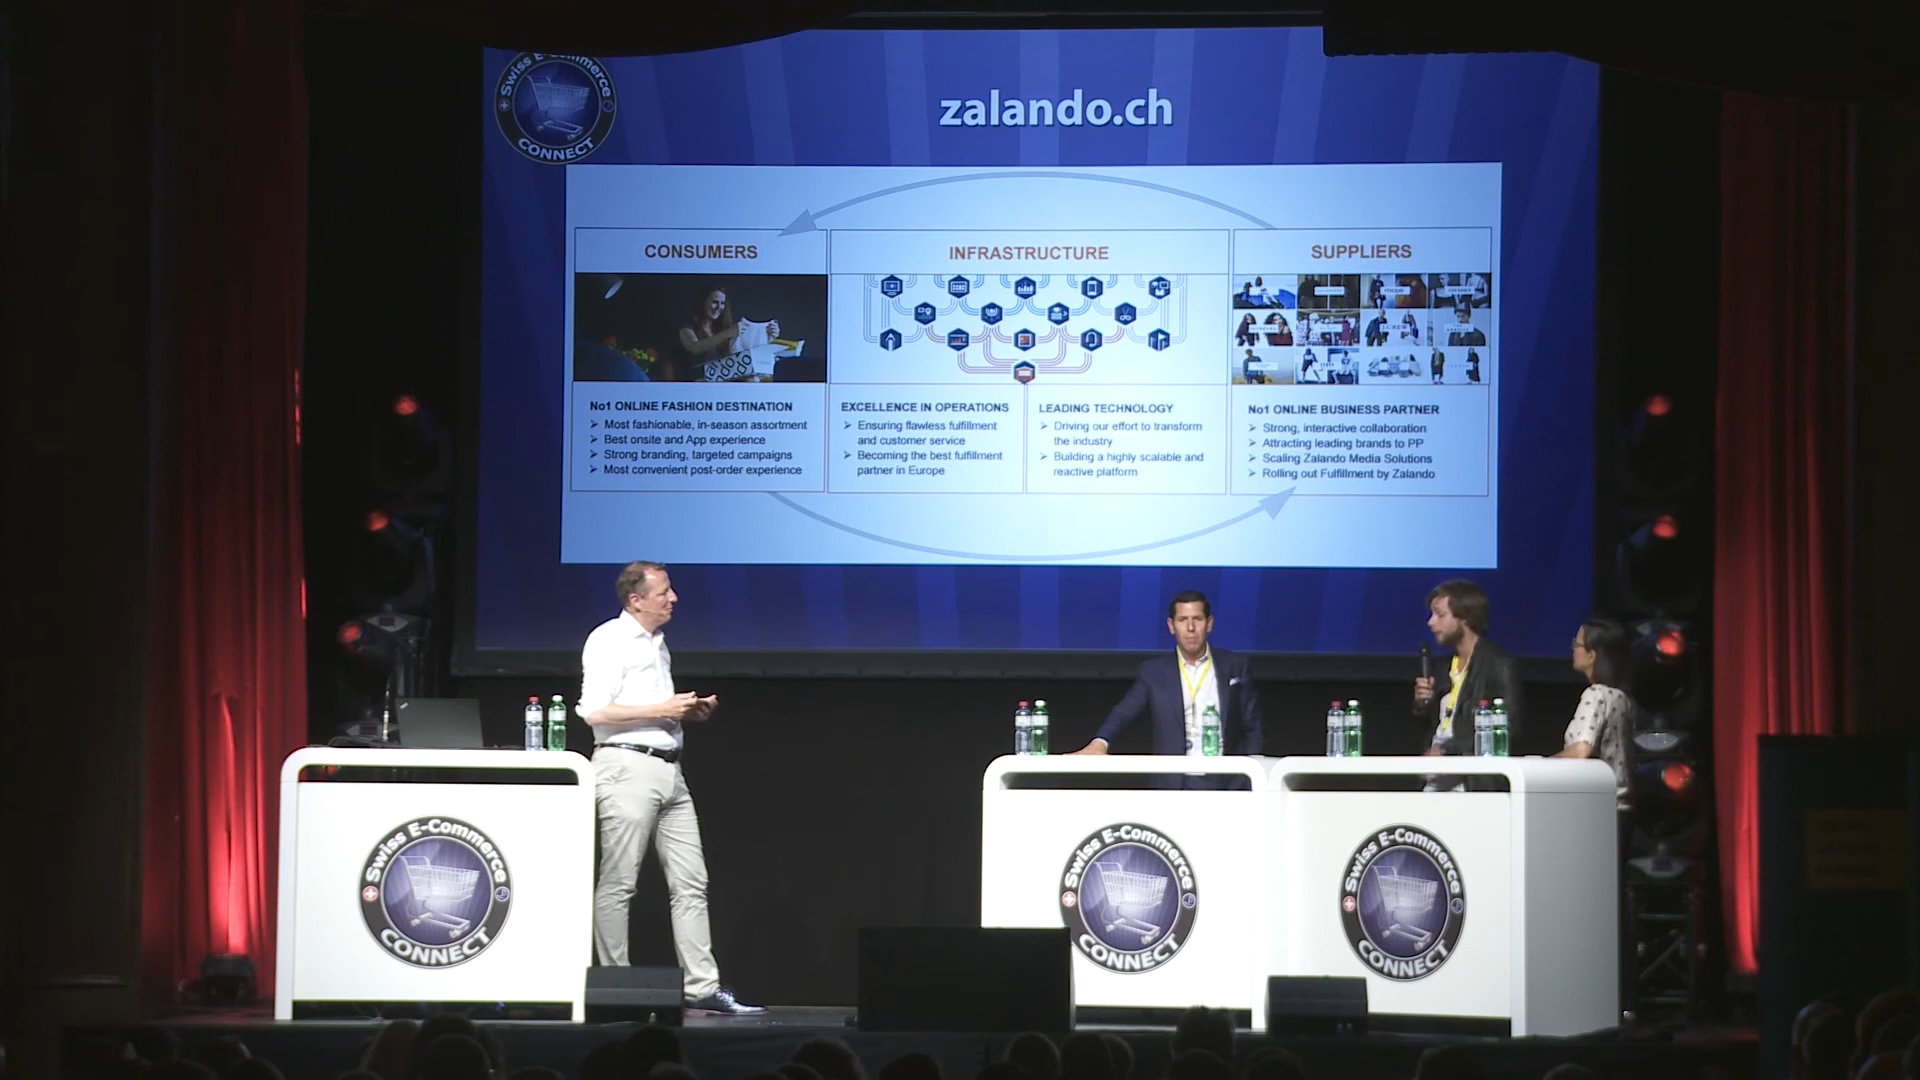 Swiss E-Commerce
CONNECT
zalando.ch
CONSUMERS
INFRASTRUCTURE
SUPPLIERS
No1 ONLINE FASHION DESTINATION
➢ Most fashionable, in-season assortment
➢ Best onsite and App experience
➢ Strong branding, targeted campaigns
➢ Most convenient post-order experience
EXCELLENCE IN OPERATIONS
➢ Ensuring flawless fulfillment
and customer service
➢ Becoming the best fulfillment
partner in Europe
LEADING TECHNOLOGY
➢ Driving our effort to transform
the industry
➢ Building a highly scalable and
reactive platform
No1 ONLINE BUSINESS PARTNER
➢ Strong, interactive collaboration
➢ Attracting leading brands to PP
➢ Scaling Zalando Media Solutions
➢ Rolling out Fulfillment by Zalando
Swiss E-Commerce
CONNECT
Swiss E-Commerce
CONNECT
Swiss E-Commerce
CONNECT